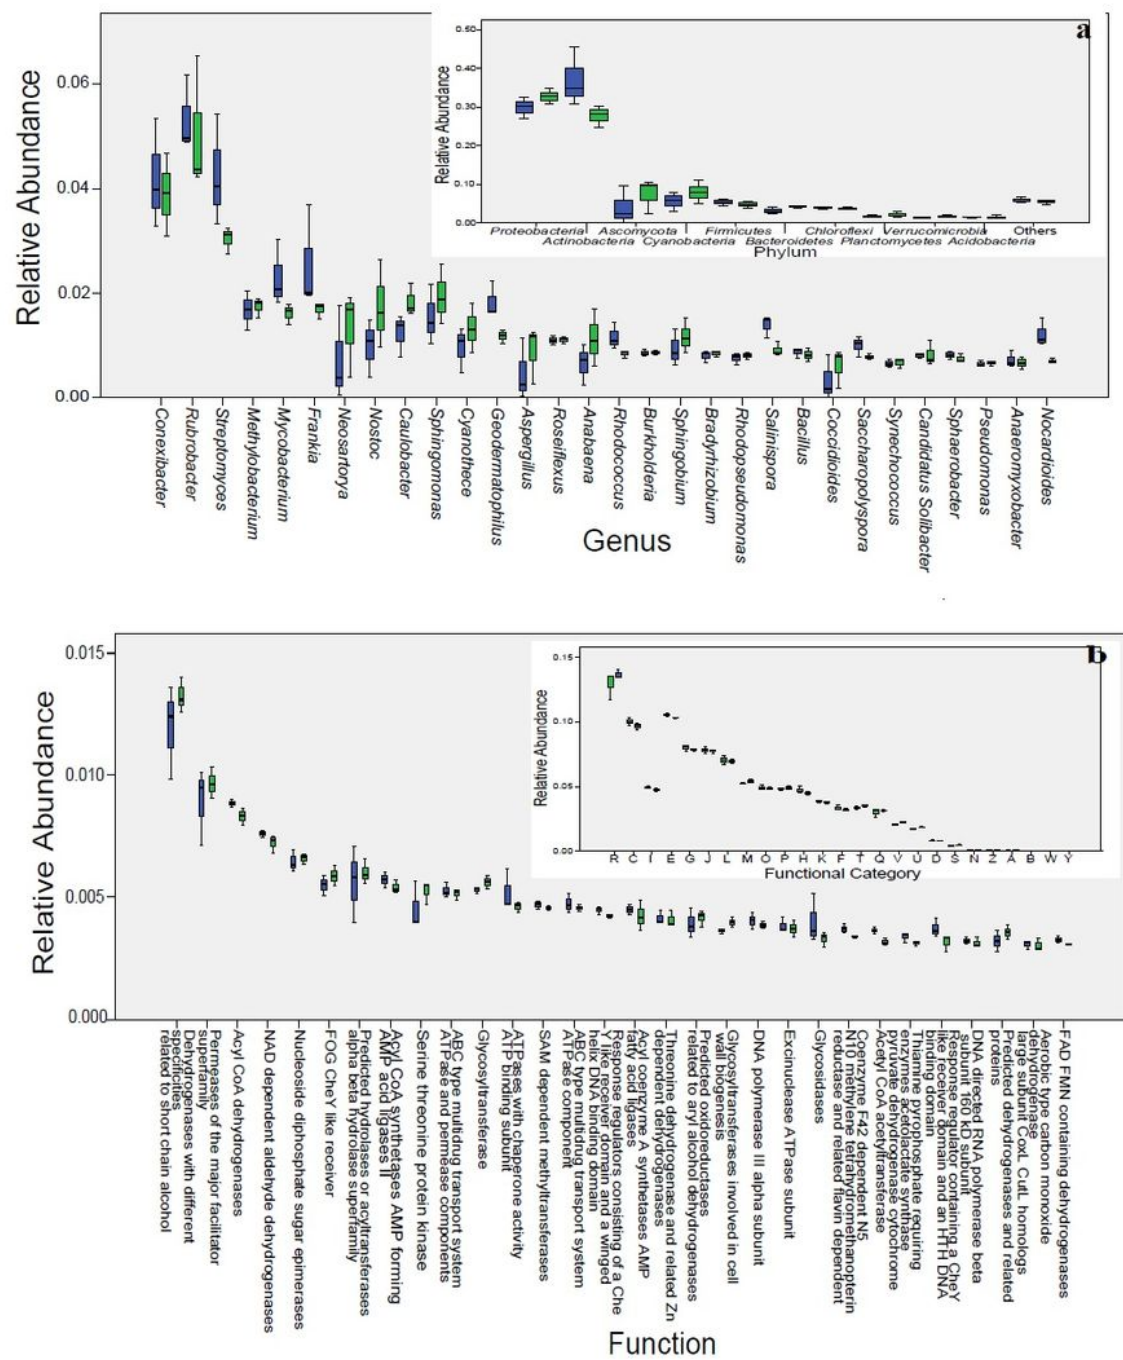 a
Relative Abundance
0.50
0.40
0.30
0.20
0.10
0.00
Proteobacteria
Ascomycota
Firmicutes
Chloroflexi
Verrucomicrobia
Others
Actinobacteria
Cyanobacteria
Bacteroidetes
Planctomycetes
Acidobacteria
Phylum
Relative Abundance
0.06
0.04
0.02
0.00
Conexibacter
Rubrobacter
Streptomyces
Methylobacterium
Mycobacterium
Frankia
Neosartorya
Nostoc
Caulobacter
Sphingomonas
Cyanothece
Geodermatophilus
Aspergillus
Roseiflexus
Anabaena
Rhodococcus
Burkholderia
Sphingobium
Bradyrhizobium
Rhodopseudomonas
Salinispora
Bacillus
Coccidioides
Saccharopolyspora
Synechococcus
Candidatus Solibacter
Sphaerobacter
Pseudomonas
Anaeromyxobacter
Nocardioides
Genus
b
Relative Abundance
0.15
0.10
0.05
0.00
R C I E G J L M O P H K F T Q V U D S N Z A B W Y
Functional Category
Relative Abundance
0.015
0.010
0.005
0.000
Dehydrogenases with different
specificities
related to short chain alcohol
Permeases of the major facilitator
superfamily
Acyl CoA dehydrogenases
NAD dependent aldehyde dehydrogenases
Nucleoside diphosphate sugar epimerases
FOG CheY like receiver
Predicted hydrolases or acyltransferases
alpha beta hydrolase superfamily
Acyl CoA synthetases AMP forming
AMP acid ligases II
Serine threonine protein kinase
ABC type multidrug transport system
ATPase and permease components
Glycosyltransferase
ATPases with chaperone activity
ATP binding subunit
SAM dependent methyltransferases
ABC type multidrug transport system
ATPase component
Response regulators consisting of a Che
Y like receiver domain and a winged
helix DNA binding domain
Acyl coenzyme A synthetases AMP
fatty acid ligases
Threonine dehydrogenase and related Zn
dependent dehydrogenases
Predicted oxidoreductases
related to aryl alcohol dehydrogenases
Glycosyltransferases involved in cell
wall biogenesis
DNA polymerase III alpha subunit
Excinuclease ATPase subunit
Glycosidases
Coenzyme F42 dependent N5
N10 methylene tetrahydromethanopterin
reductase and related flavin dependent
Acetyl CoA acetyltransferase
Thiamine pyrophosphate requiring
enzymes acetolactate synthase
pyruvate dehydrogenase cytochrome
Response regulator containing a CheY
like receiver domain and an HTH DNA
binding domain
DNA directed RNA polymerase beta
subunit 160 kD subunit
Predicted dehydrogenases and related
proteins
Aerobic type carbon monoxide
dehydrogenase
large subunit CoxL CutL homologs
FAD FMN containing dehydrogenases
Function